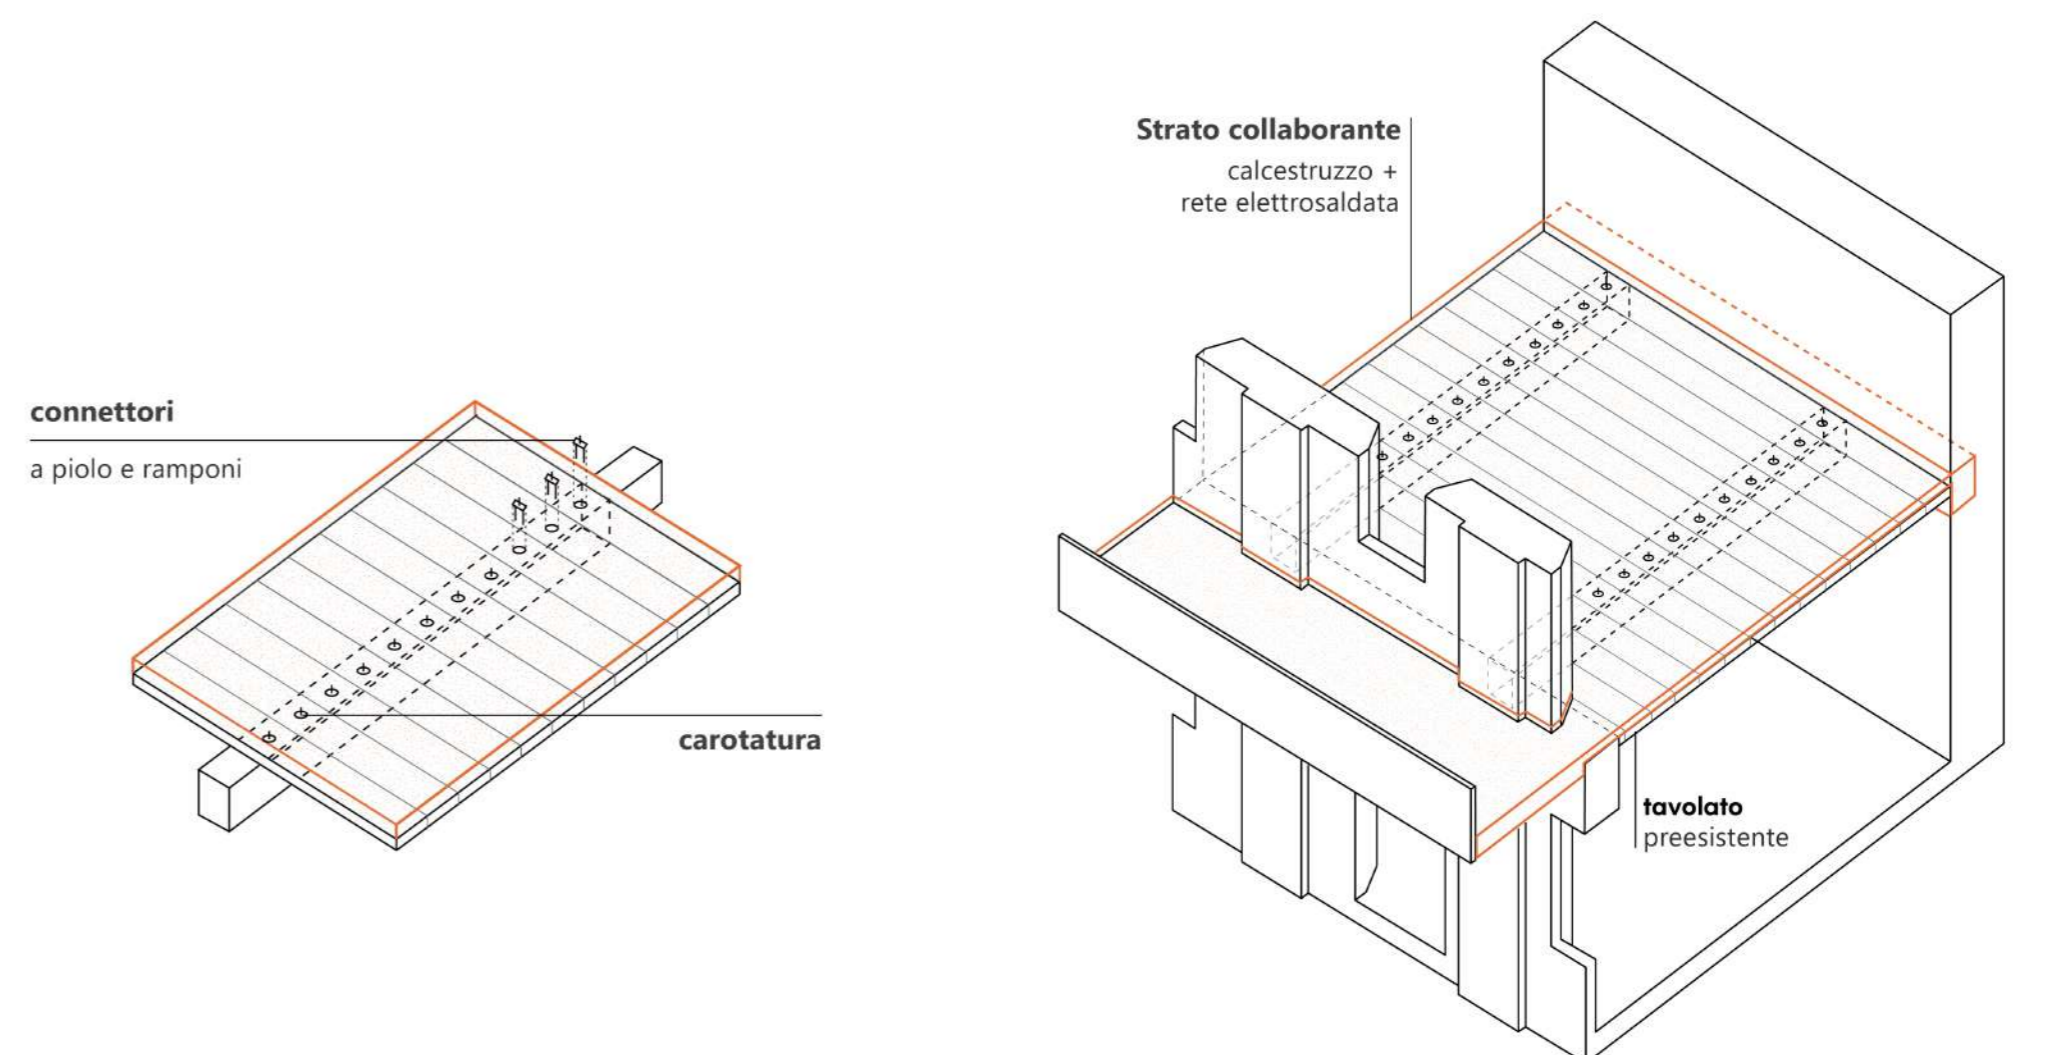 connettori
a piolo e ramponi
carotatura
Strato collaborante
calcestruzzo +
rete elettrosaldata
tavolato
preesistente